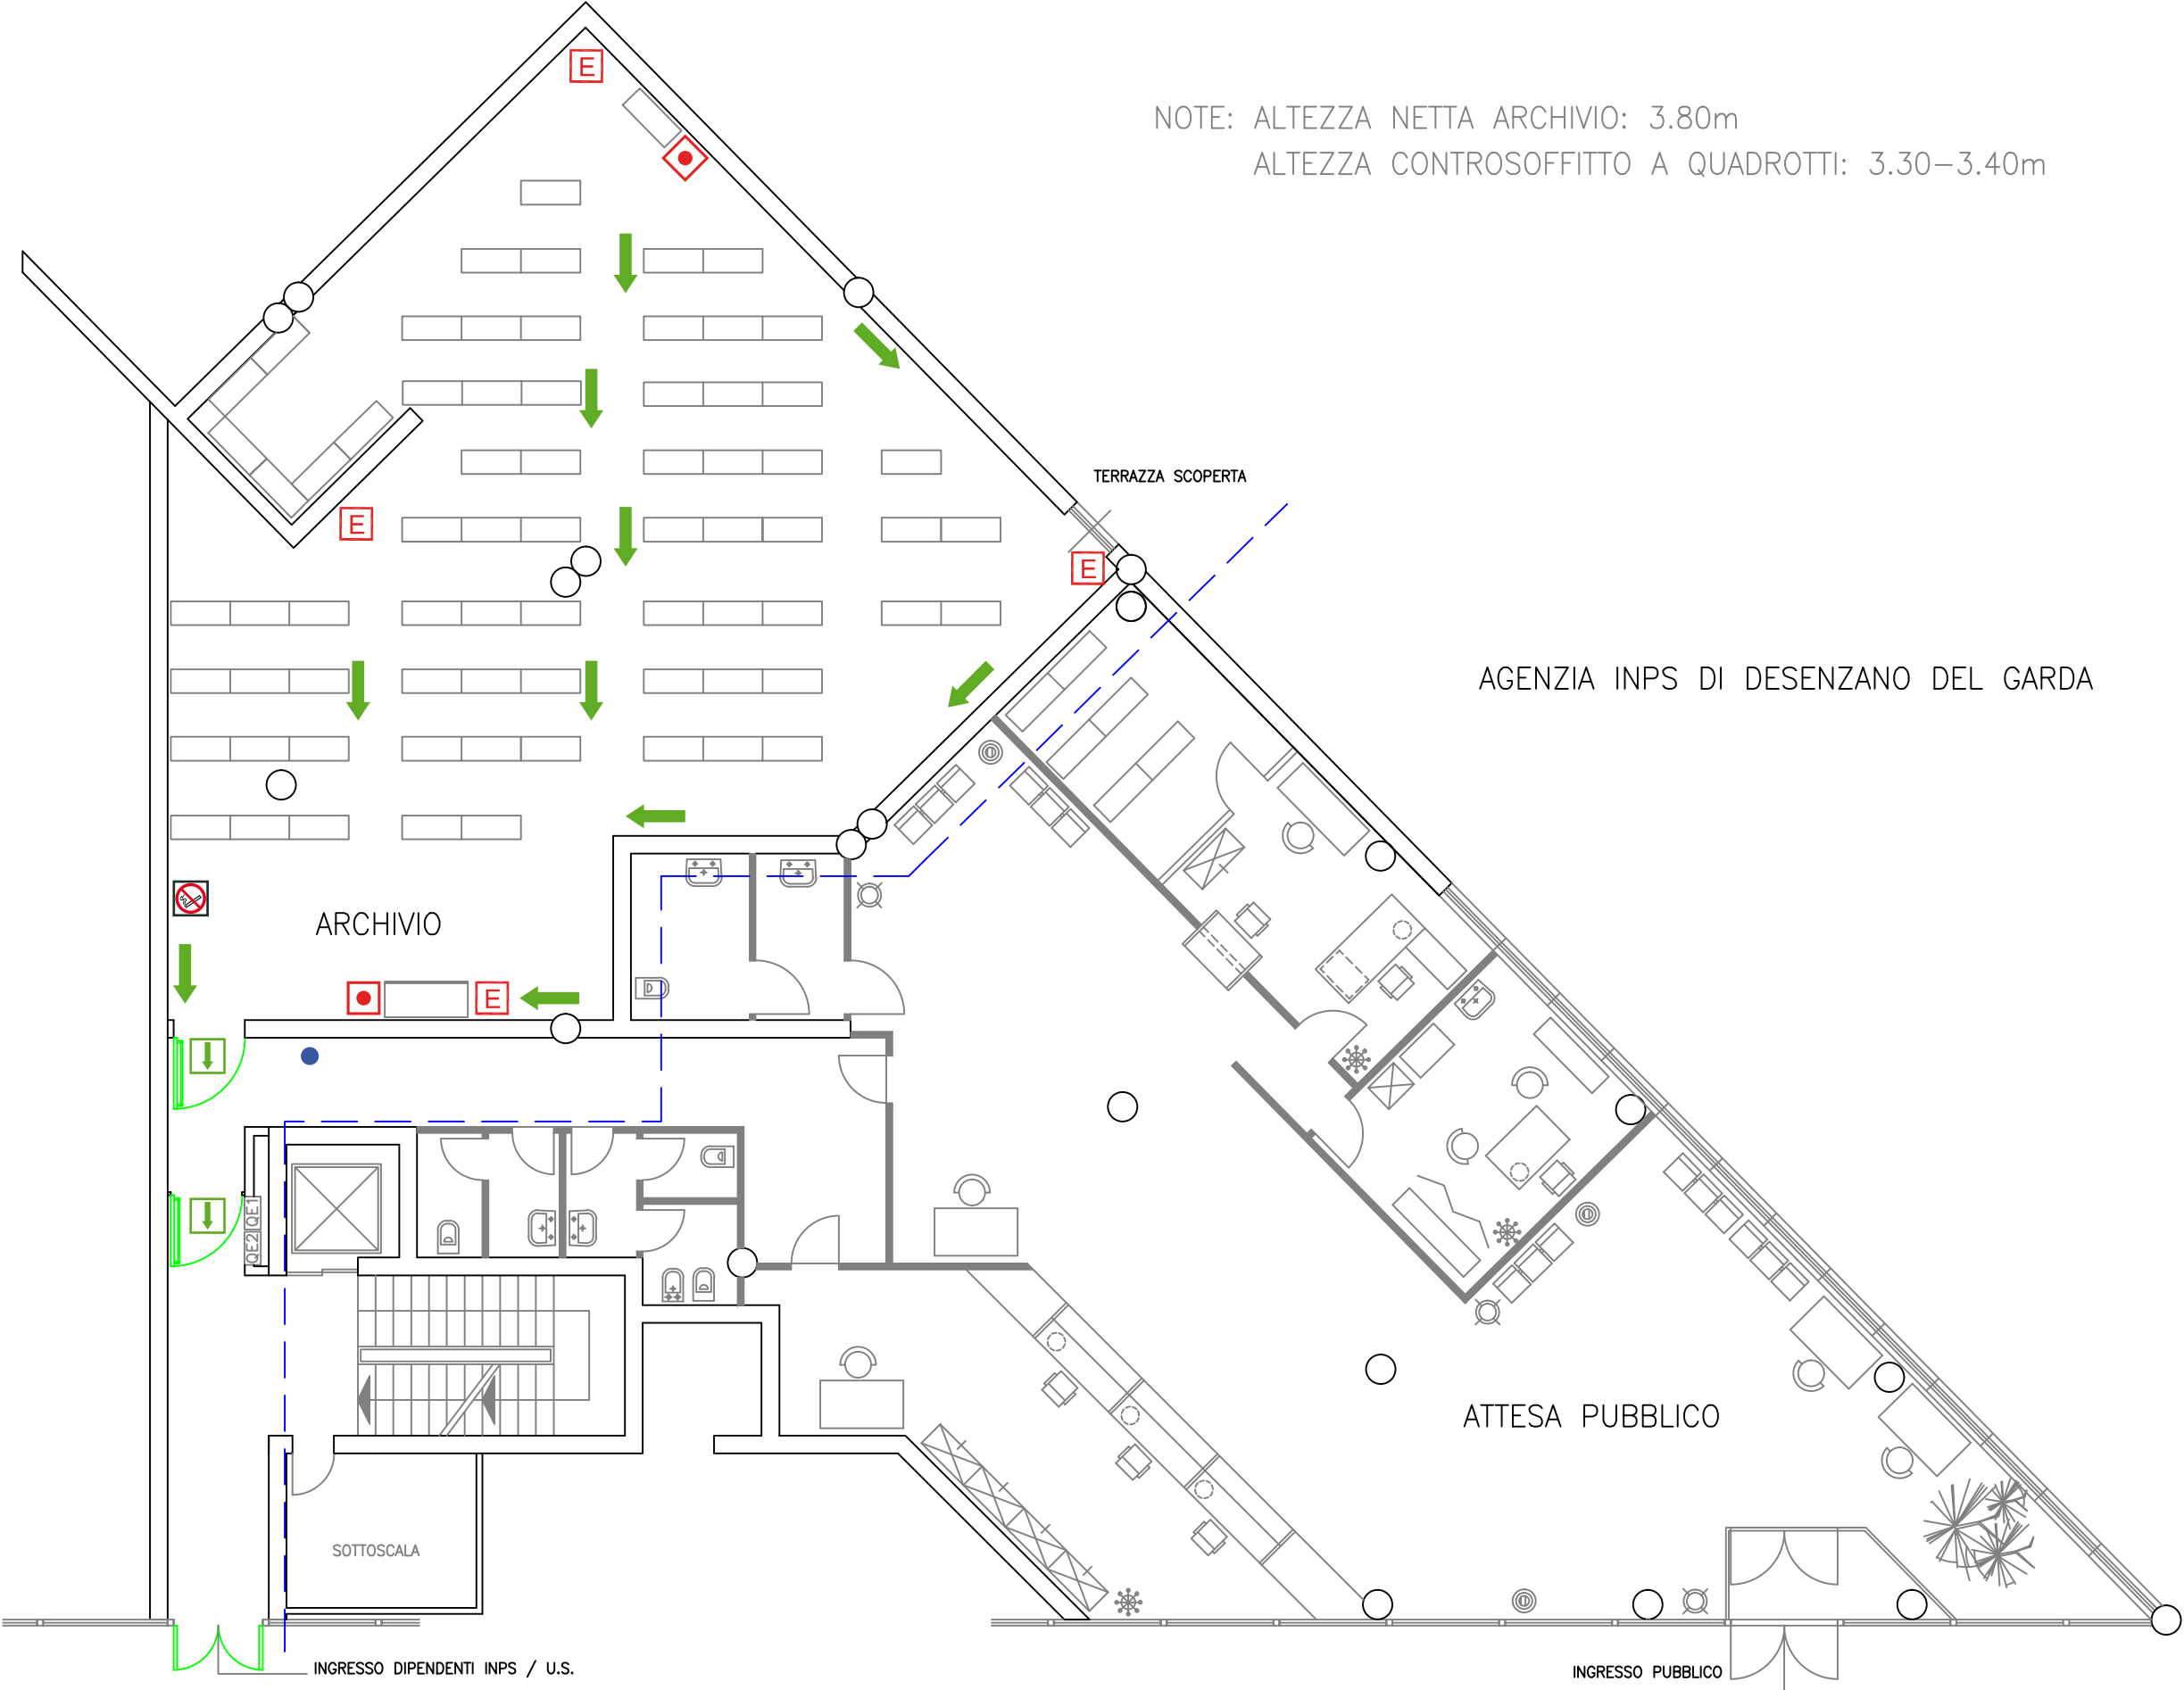 E
NOTE: ALTEZZA NETTA ARCHIVIO: 3.80m
ALTEZZA CONTROSOFFITTO A QUADROTTI: 3.30-3.40m
TERRAZZA SCOPERTA
E
E
AGENZIA INPS DI DESENZANO DEL GARDA
ARCHIVIO
E
QE1
QE2
ATTESA PUBBLICO
SOTTOSCALA
INGRESSO DIPENDENTI INPS / U.S.
INGRESSO PUBBLICO